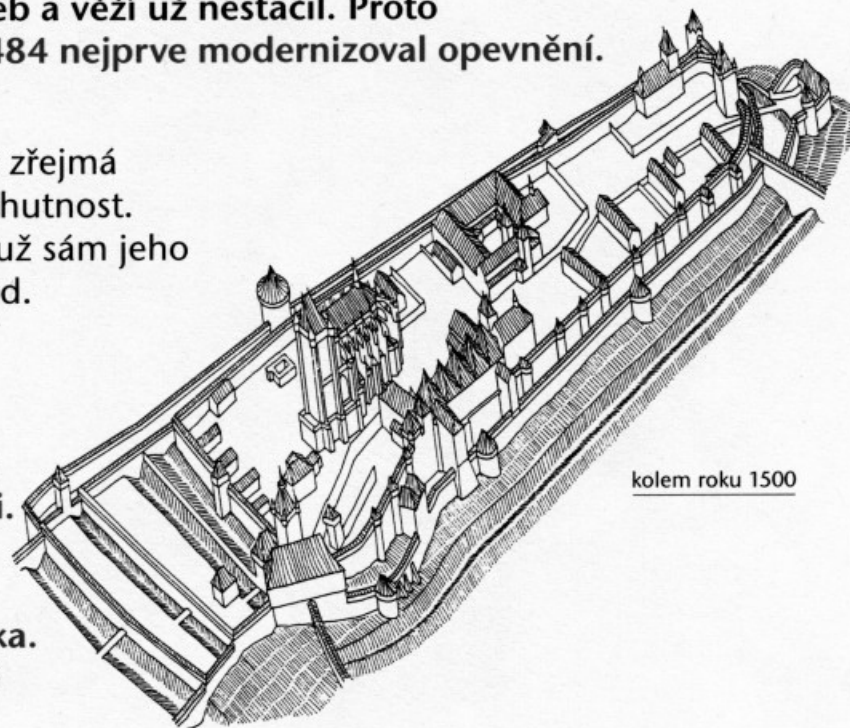 eb a věží už nestačil. Proto
484 nejprve modernizoval opevnění.
zřejmá
hutnost.
už sám jeho
d.
i.
ka.
kolem roku 1500